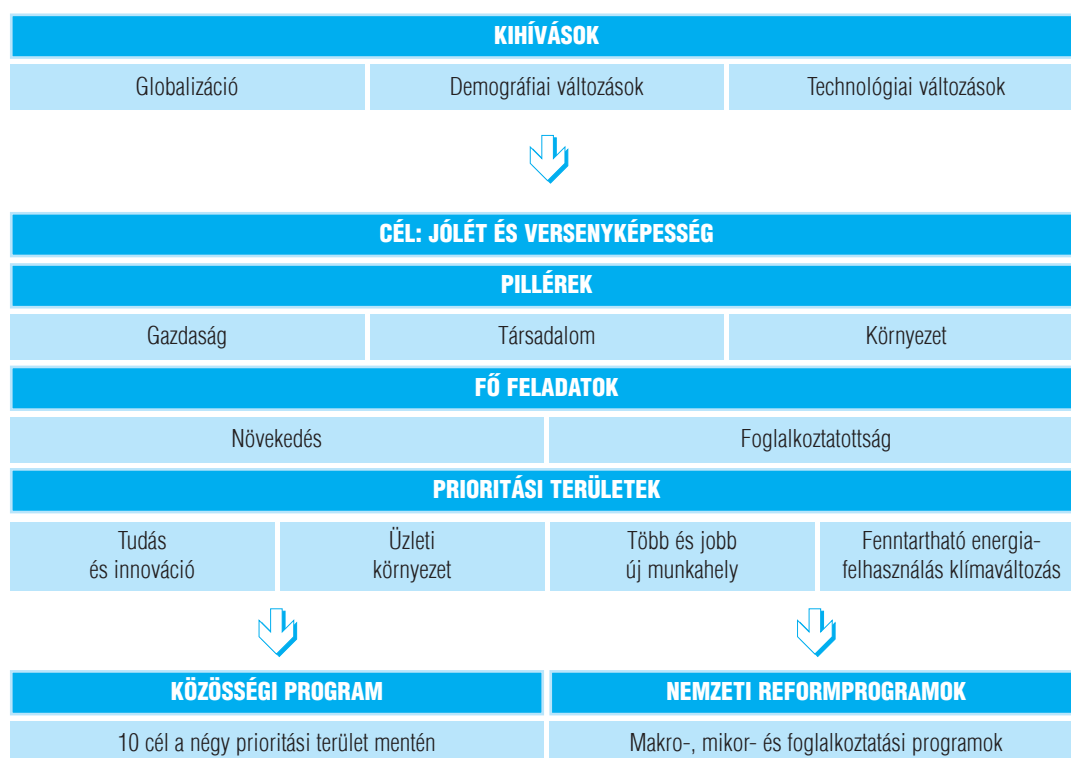 KIHÍVÁSOK
Globalizáció
Demográfiai változások
Technológiai változások
CÉL: JÓLÉT ÉS VERSENYKÉPESSÉG
PILLÉREK
Gazdaság
Társadalom
Környezet
FŐ FELADATOK
Növekedés
Foglalkoztatottság
PRIORITÁSI TERÜLETEK
Tudás
és innováció
Üzleti
környezet
Több és jobb
új munkahely
Fenntartható energia-
felhasználás klímaváltozás
KÖZÖSSÉGI PROGRAM
NEMZETI REFORMPROGRAMOK
10 cél a négy prioritási terület mentén
Makro-, mikor- és foglalkoztatási programok